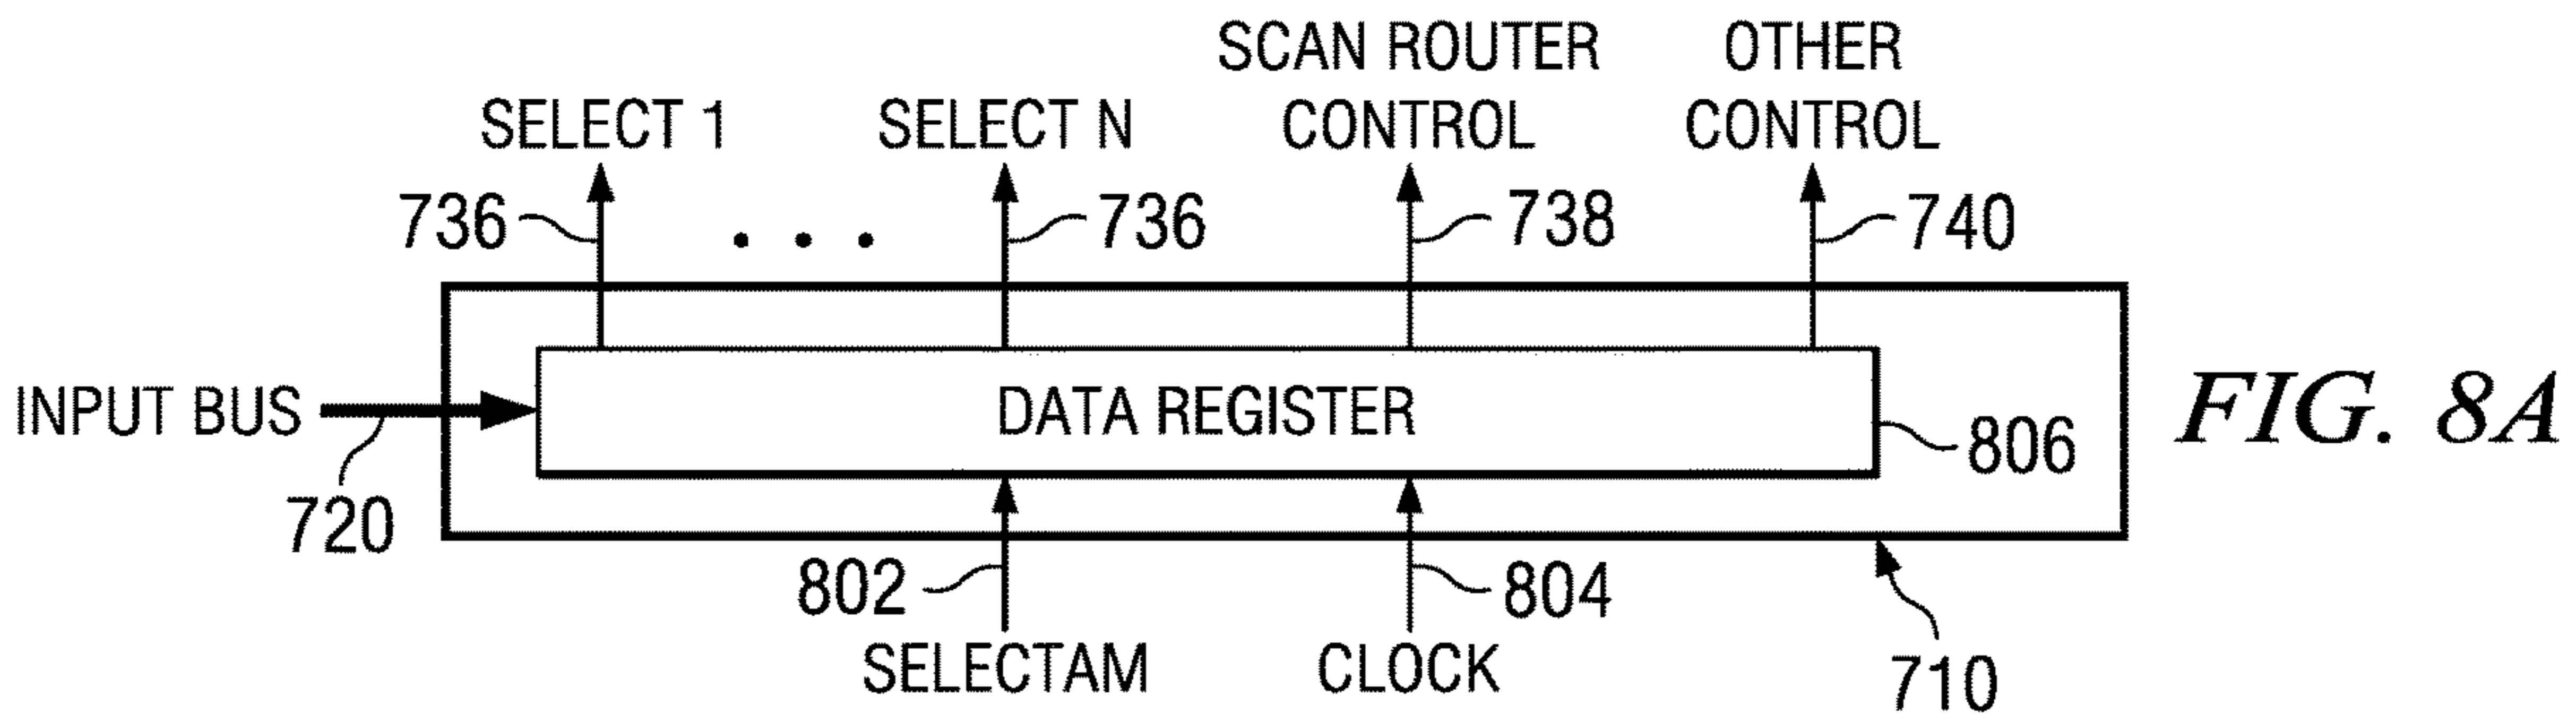 SCAN ROUTER OTHER
SELECT 1 SELECT N CONTROL CONTROL
736 736 738 740
INPUT BUS DATA REGISTER 806 FIG. 8A
720
802 804
SELECTAM CLOCK 710